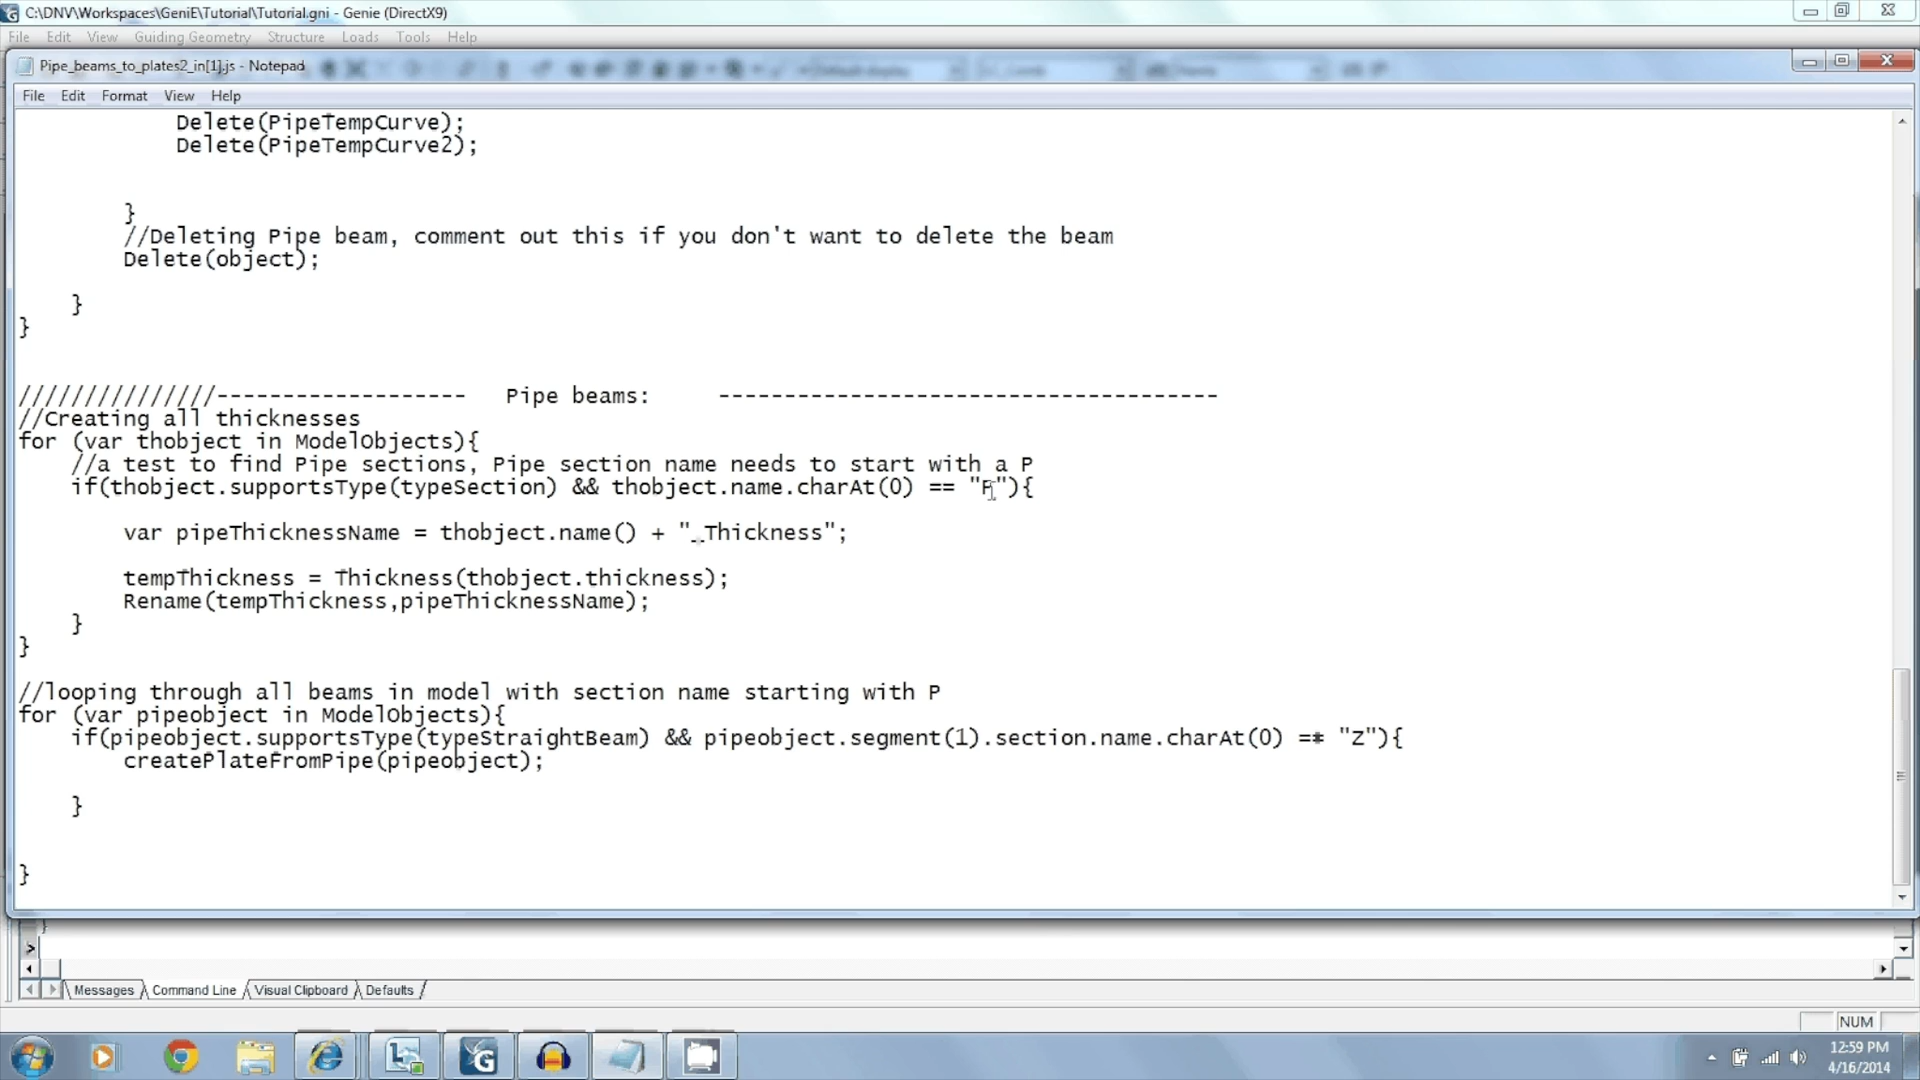 C:\DNV\Workspaces\GeniE\Tutorial\Tutorial.gni - Genie (DirectX9)
File Edit View Guiding Geometry Structure Loads Tools Help
Pipe_beams_to_plates2_in[1].js - Notepad
File Edit Format View Help
Delete(PipeTempCurve);
Delete(PipeTempCurve2);
}
//Deleting Pipe beam, comment out this if you don't want to delete the beam
Delete(object);
}
}
///////////////------------------- Pipe beams: --------------------------------------
//Creating all thicknesses
for (var thobject in ModelObjects){
//a test to find Pipe sections, Pipe section name needs to start with a P
if(thobject.supportsType(typeSection) && thobject.name.charAt(0) == "P"){
var pipeThicknessName = thobject.name() + "_Thickness";
tempThickness = Thickness(thobject.thickness);
Rename(tempThickness,pipeThicknessName);
}
}
//looping through all beams in model with section name starting with P
for (var pipeobject in ModelObjects){
if(pipeobject.supportsType(typeStraightBeam) && pipeobject.segment(1).section.name.charAt(0) == "Z"){
createPlateFromPipe(pipeobject);
}
}
}
>
Messages Command Line Visual Clipboard Defaults
NUM
12:59 PM
4/16/2014